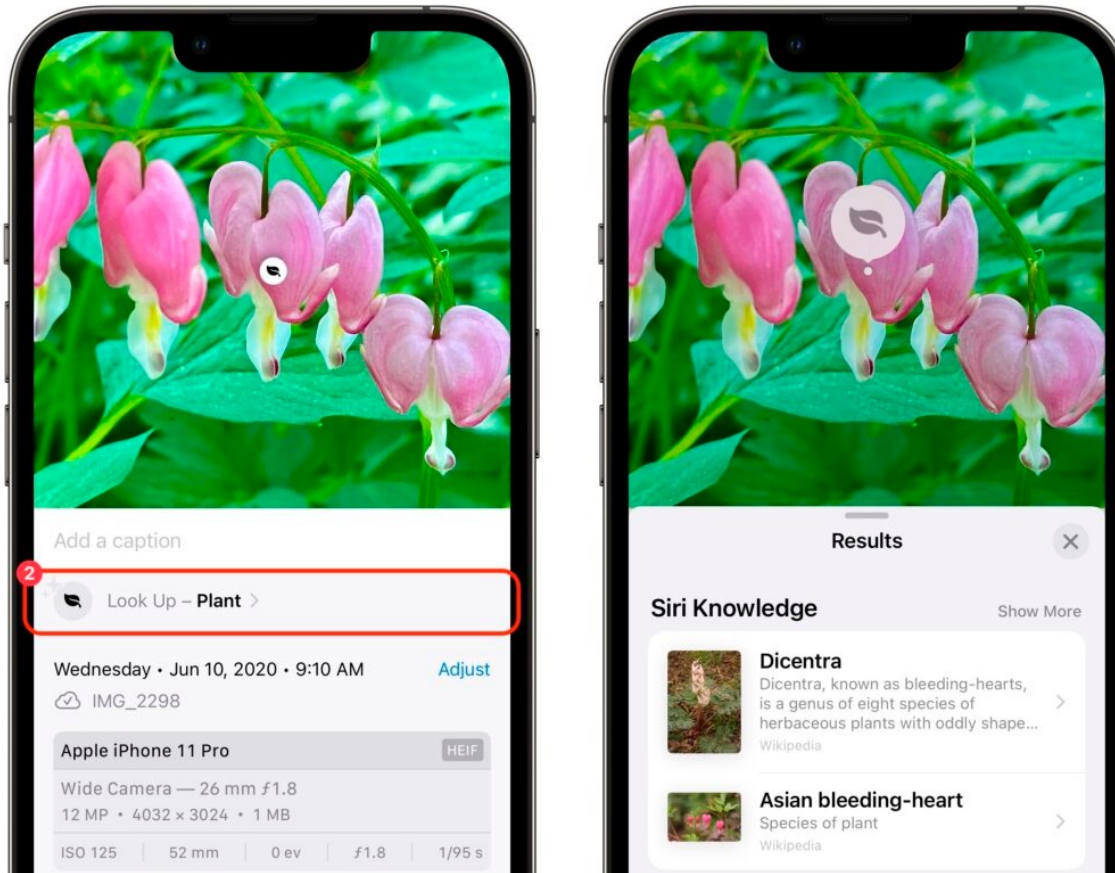 Add a caption
2
Look Up – Plant >
Wednesday • Jun 10, 2020 • 9:10 AM Adjust
IMG_2298
Apple iPhone 11 Pro HEIF
Wide Camera — 26 mm ƒ1.8
12 MP • 4032 × 3024 • 1 MB
ISO 125 52 mm 0 ev ƒ1.8 1/95 s
Results
Siri Knowledge Show More
Dicentra
Dicentra, known as bleeding-hearts,
is a genus of eight species of
herbaceous plants with oddly shape...
Wikipedia
Asian bleeding-heart
Species of plant
Wikipedia